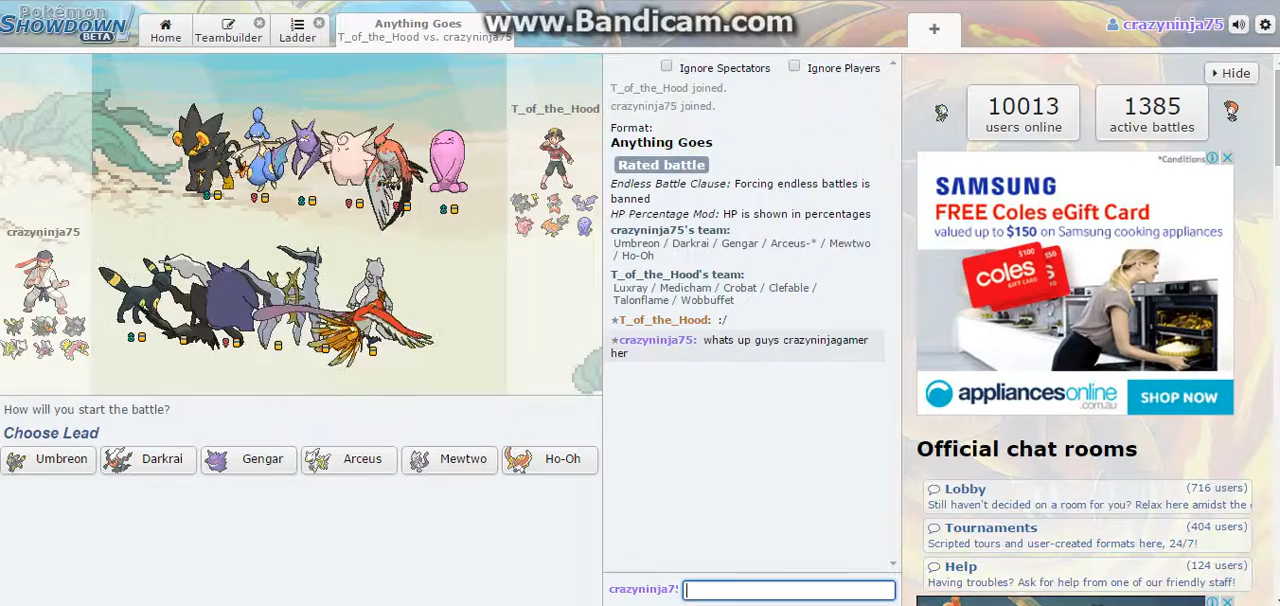 www.Bandicam.com
Pokémon
SHOWDOWN
BETA
Home
Teambuilder
Ladder
Anything Goes
T_of_the_Hood vs. crazyninja75
+
crazyninja75
T_of_the_Hood
crazyninja75
How will you start the battle?
Choose Lead
Umbreon
Darkrai
Gengar
Arceus
Mewtwo
Ho-Oh
Ignore Spectators
Ignore Players
T_of_the_Hood joined.
crazyninja75 joined.
Format:
Anything Goes
Rated battle
Endless Battle Clause: Forcing endless battles is
banned
HP Percentage Mod: HP is shown in percentages
crazyninja75's team:
Umbreon / Darkrai / Gengar / Arceus-* / Mewtwo
/ Ho-Oh
T_of_the_Hood's team:
Luxray / Medicham / Crobat / Clefable /
Talonflame / Wobbuffet
★T_of_the_Hood: :/
★crazyninja75: whats up guys crazyninjagamer
her
crazyninja75
Hide
10013
users online
1385
active battles
*Conditions
SAMSUNG
FREE Coles eGift Card
valued up to $150 on Samsung cooking appliances
$100
$50
coles
GIFT CARD
appliancesonline
.com.au
SHOP NOW
Official chat rooms
Lobby
(716 users)
Still haven't decided on a room for you? Relax here amidst the
Tournaments
(404 users)
Scripted tours and user-created formats here, 24/7!
Help
(124 users)
Having troubles? Ask for help from one of our friendly staff!